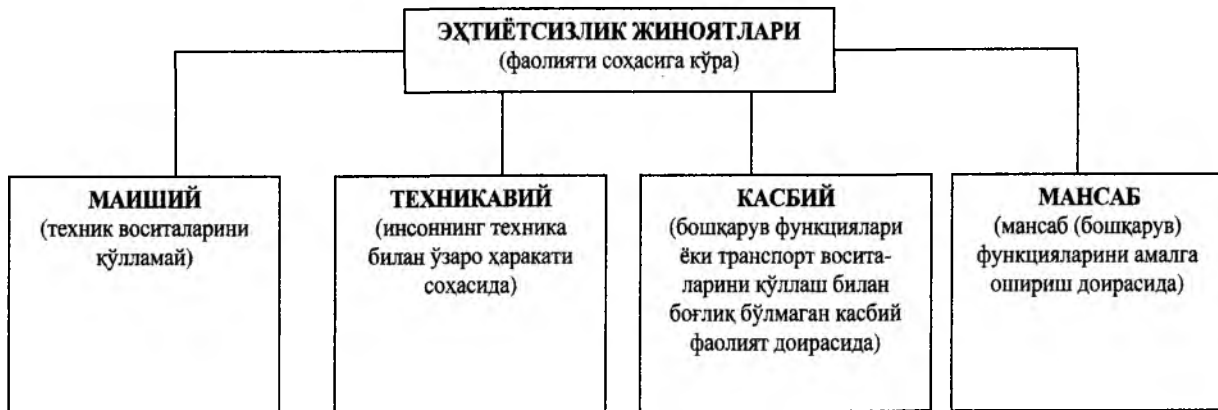 ЭҲТИЁТСИЗЛИК ЖИНОЯТЛАРИ
(фаолияти соҳасига кўра)
МАИШИЙ
(техник воситаларини
қўлламай)
ТЕХНИКАВИЙ
(инсоннинг техника
билан ўзаро ҳаракати
соҳасида)
КАСБИЙ
(бошқарув функциялари
ёки транспорт восита-
ларини қўллаш билан
боғлиқ бўлмаган касбий
фаолият доирасида)
МАНСАБ
(мансаб (бошқарув)
функцияларини амалга
ошириш доирасида)